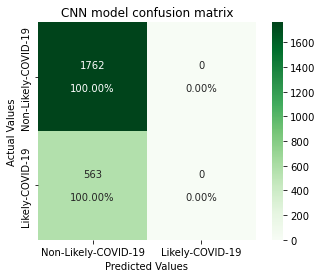 CNN model confusion matrix
Actual Values
Non-Likely-COVID-19
Likely-COVID-19
1762
100.00%
0
0.00%
563
100.00%
0
0.00%
Non-Likely-COVID-19
Likely-COVID-19
Predicted Values
1600
1400
1200
1000
800
600
400
200
0